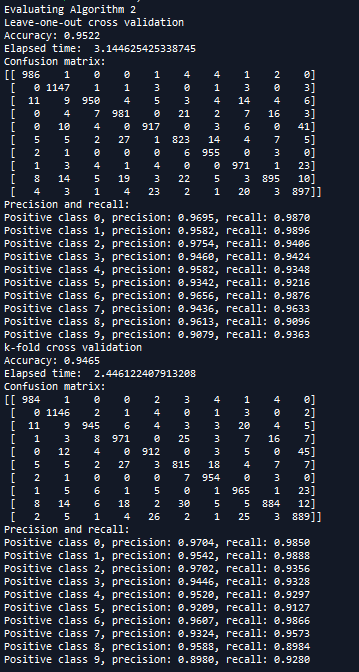 Evaluating Algorithm 2
Leave-one-out cross validation
Accuracy: 0.9522
Elapsed time:  3.144625425338745
Confusion matrix:
[[ 986    1    0    0    1    4    4    1    2    0]
 [   0 1147    1    1    3    0    1    3    0    3]
 [  11    9  950    4    5    3    4   14    4    6]
 [   0    4    7  981    0   21    2    7   16    3]
 [   0   10    4    0  917    0    3    6    0   41]
 [   5    5    2   27    1  823   14    4    7    5]
 [   2    1    0    0    0    6  955    0    3    0]
 [   1    3    4    1    4    0    0  971    1   23]
 [   8   14    5   19    3   22    5    3  895   10]
 [   4    3    1    4   23    2    1   20    3  897]]
Precision and recall:
Positive class 0, precision: 0.9695, recall: 0.9870
Positive class 1, precision: 0.9582, recall: 0.9896
Positive class 2, precision: 0.9754, recall: 0.9406
Positive class 3, precision: 0.9460, recall: 0.9424
Positive class 4, precision: 0.9582, recall: 0.9348
Positive class 5, precision: 0.9342, recall: 0.9216
Positive class 6, precision: 0.9656, recall: 0.9876
Positive class 7, precision: 0.9436, recall: 0.9633
Positive class 8, precision: 0.9613, recall: 0.9096
Positive class 9, precision: 0.9079, recall: 0.9363
k-fold cross validation
Accuracy: 0.9465
Elapsed time:  2.446122407913208
Confusion matrix:
[[ 984    1    0    0    2    3    4    1    4    0]
 [   0 1146    2    1    4    0    1    3    0    2]
 [  11    9  945    6    4    3    3   20    4    5]
 [   1    3    8  971    0   25    3    7   16    7]
 [   0   12    4    0  912    0    3    5    0   45]
 [   5    5    2   27    3  815   18    4    7    7]
 [   2    1    0    0    0    7  954    0    3    0]
 [   1    5    6    1    5    0    1  965    1   23]
 [   8   14    6   18    2   30    5    5  884   12]
 [   2    5    1    4   26    2    1   25    3  889]]
Precision and recall:
Positive class 0, precision: 0.9704, recall: 0.9850
Positive class 1, precision: 0.9542, recall: 0.9888
Positive class 2, precision: 0.9702, recall: 0.9356
Positive class 3, precision: 0.9446, recall: 0.9328
Positive class 4, precision: 0.9520, recall: 0.9297
Positive class 5, precision: 0.9209, recall: 0.9127
Positive class 6, precision: 0.9607, recall: 0.9866
Positive class 7, precision: 0.9324, recall: 0.9573
Positive class 8, precision: 0.9588, recall: 0.8984
Positive class 9, precision: 0.8980, recall: 0.9280